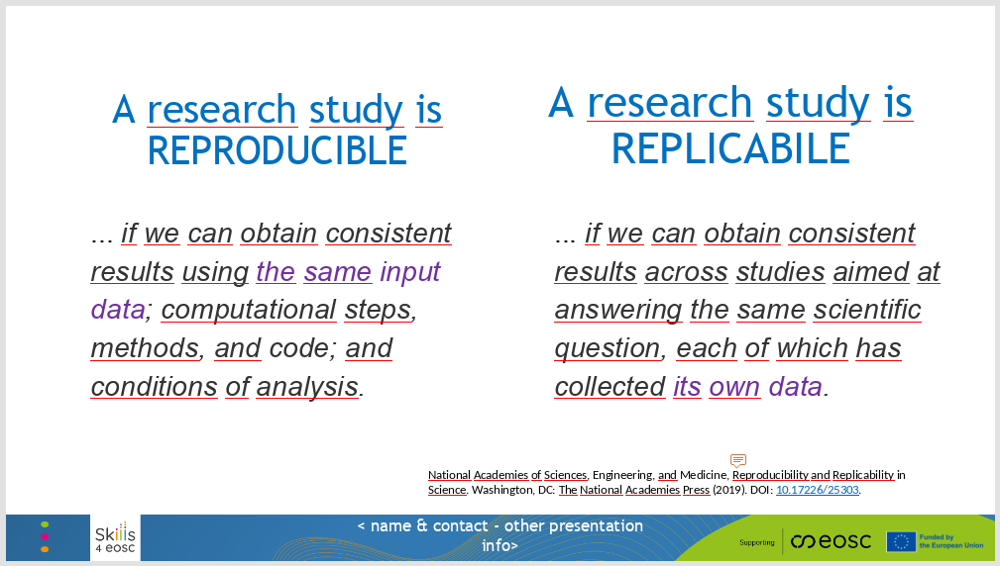 A research study is
REPRODUCIBLE
... if we can obtain consistent
results using the same input
data; computational steps,
methods, and code; and
conditions of analysis.
A research study is
REPLICABILE
... if we can obtain consistent
results across studies aimed at
answering the same scientific
question, each of which has
collected its own data.
National Academies of Sciences, Engineering, and Medicine, Reproducibility and Replicability in
Science. Washington, DC: The National Academies Press (2019). DOI: 10.17226/25303.
Skills
4 eosc
< name & contact - other presentation
info>
Supporting
eosc
Funded by
the European Union